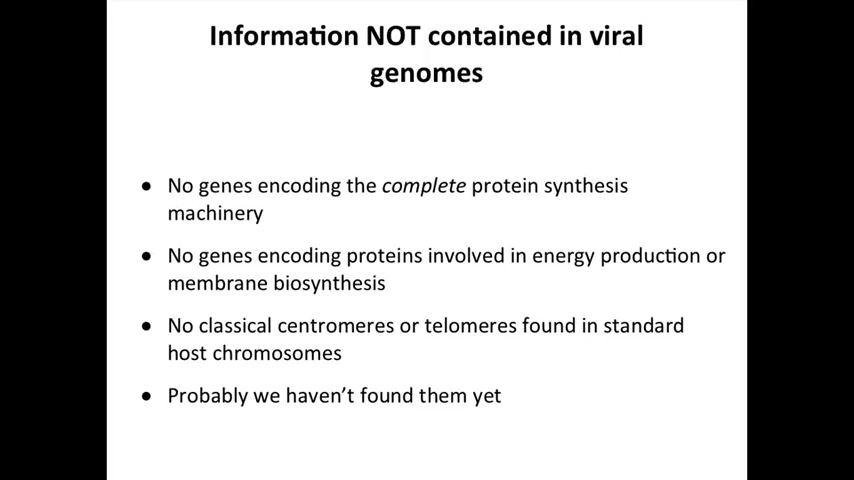 Information NOT contained in viral
genomes
● No genes encoding the complete protein synthesis
machinery
● No genes encoding proteins involved in energy production or
membrane biosynthesis
● No classical centromeres or telomeres found in standard
host chromosomes
● Probably we haven’t found them yet